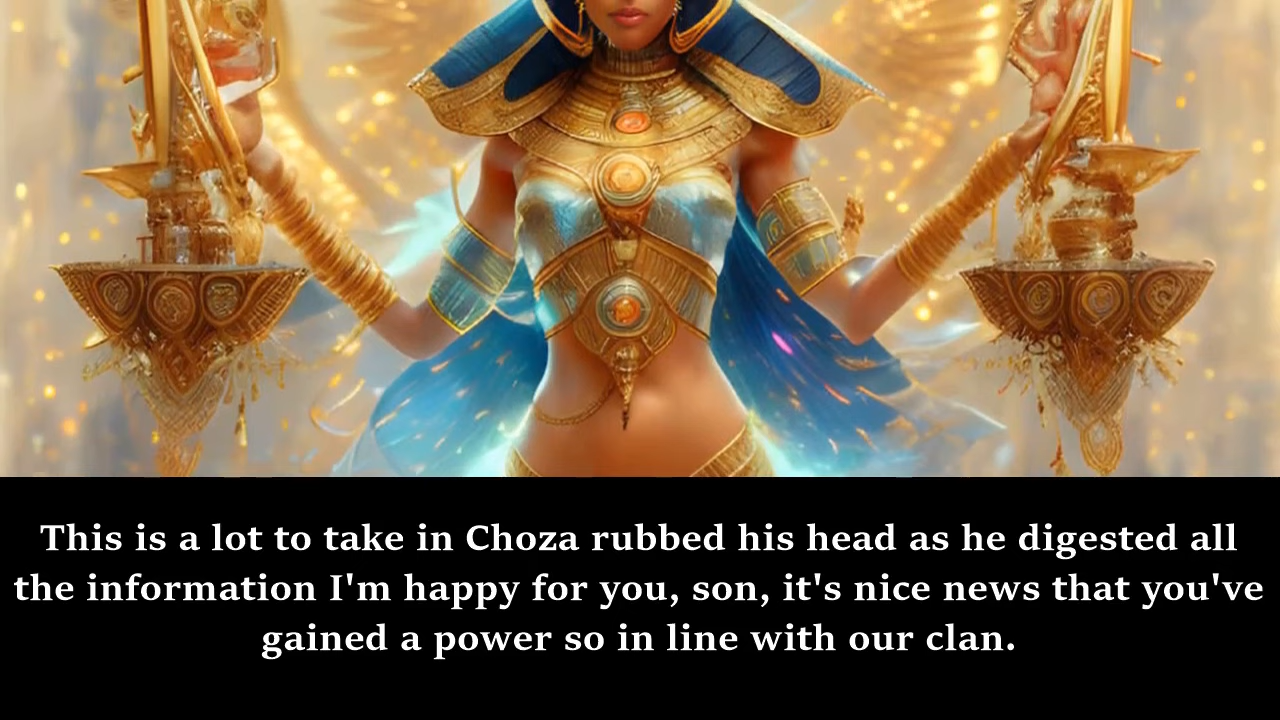 This is a lot to take in Choza rubbed his head as he digested all
the information I'm happy for you, son, it's nice news that you've
gained a power so in line with our clan.